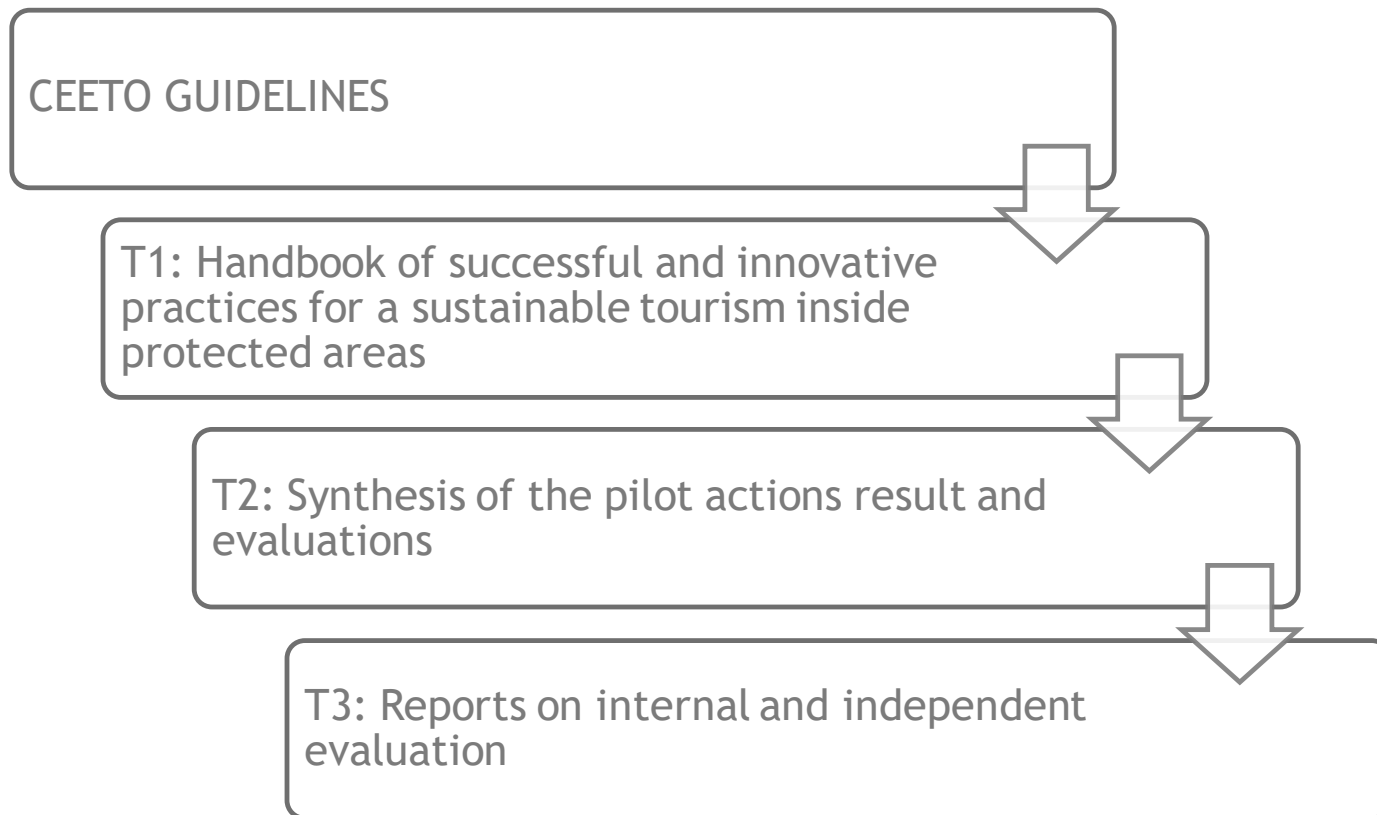 CEETO GUIDELINES
T1: Handbook of successful and innovative
practices for a sustainable tourism inside
protected areas
T2: Synthesis of the pilot actions result and
evaluations
T3: Reports on internal and independent
evaluation